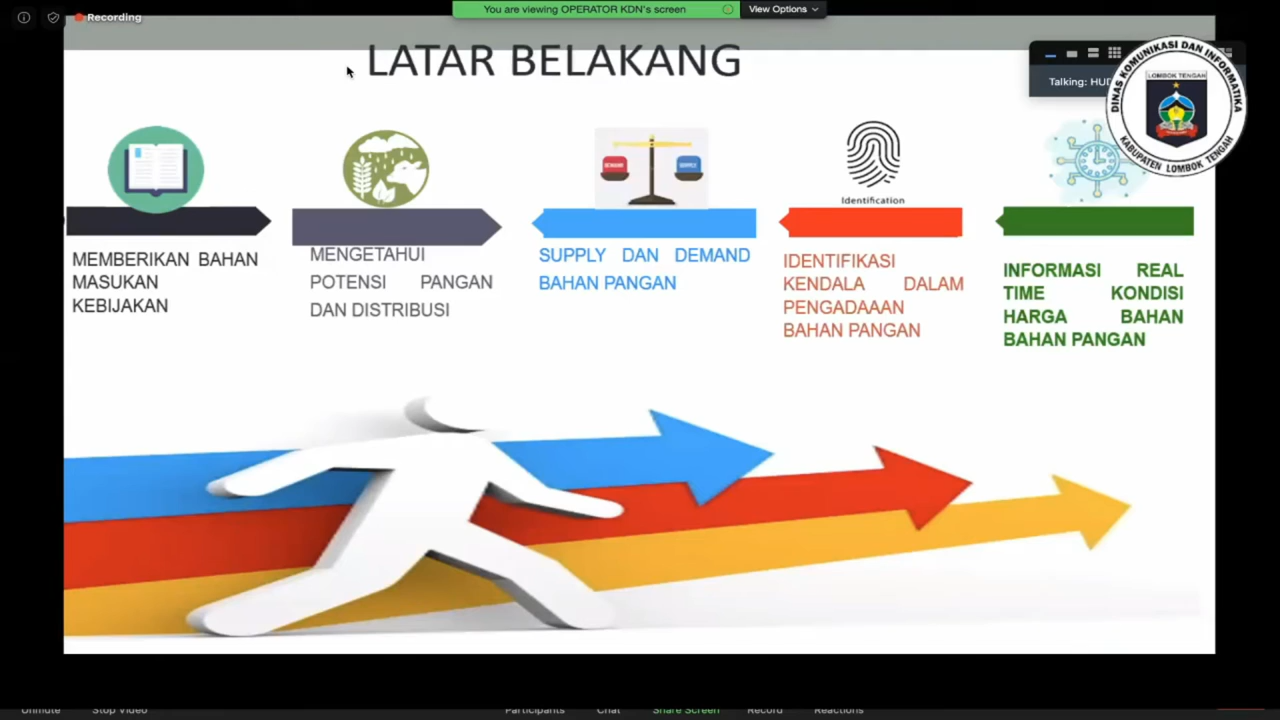 Recording
You are viewing OPERATOR KDN's screen
View Options
LATAR BELAKANG
Talking:
DINAS KOMUNIKASI DAN INFORMATIKA
LOMBOK TENGAH
KABUPATEN LOMBOK TENGAH
DEMAND
SUPPLY
Identification
MEMBERIKAN BAHAN
MASUKAN
KEBIJAKAN
MENGETAHUI
POTENSI PANGAN
DAN DISTRIBUSI
SUPPLY DAN DEMAND
BAHAN PANGAN
IDENTIFIKASI
KENDALA DALAM
PENGADAAAN
BAHAN PANGAN
INFORMASI REAL
TIME KONDISI
HARGA BAHAN
BAHAN PANGAN
Unmute
Stop Video
Participants
Chat
Share Screen
Record
Reactions